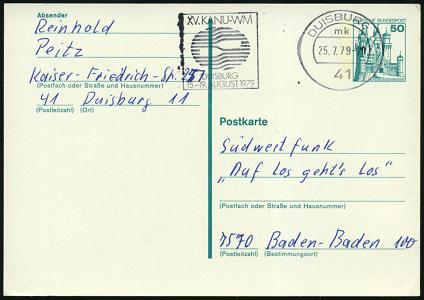 Absender
Reinhold
Peitz
Kaiser-Friedrich-Str.
(Postfach oder Straße und Hausnummer)
41 Duisburg 11
(Postleitzahl) (Ort)
XV. KANU-WM
DUISBURG
15.-19. AUGUST 1979
DUISBURG
mk
25.7.79
41
DEUTSCHE BUNDESPOST
50
Postkarte
Südwestfunk
„Auf los geht's los"
(Postfach oder Straße und Hausnummer)
7570 Baden-Baden 100
(Postleitzahl) (Bestimmungsort)